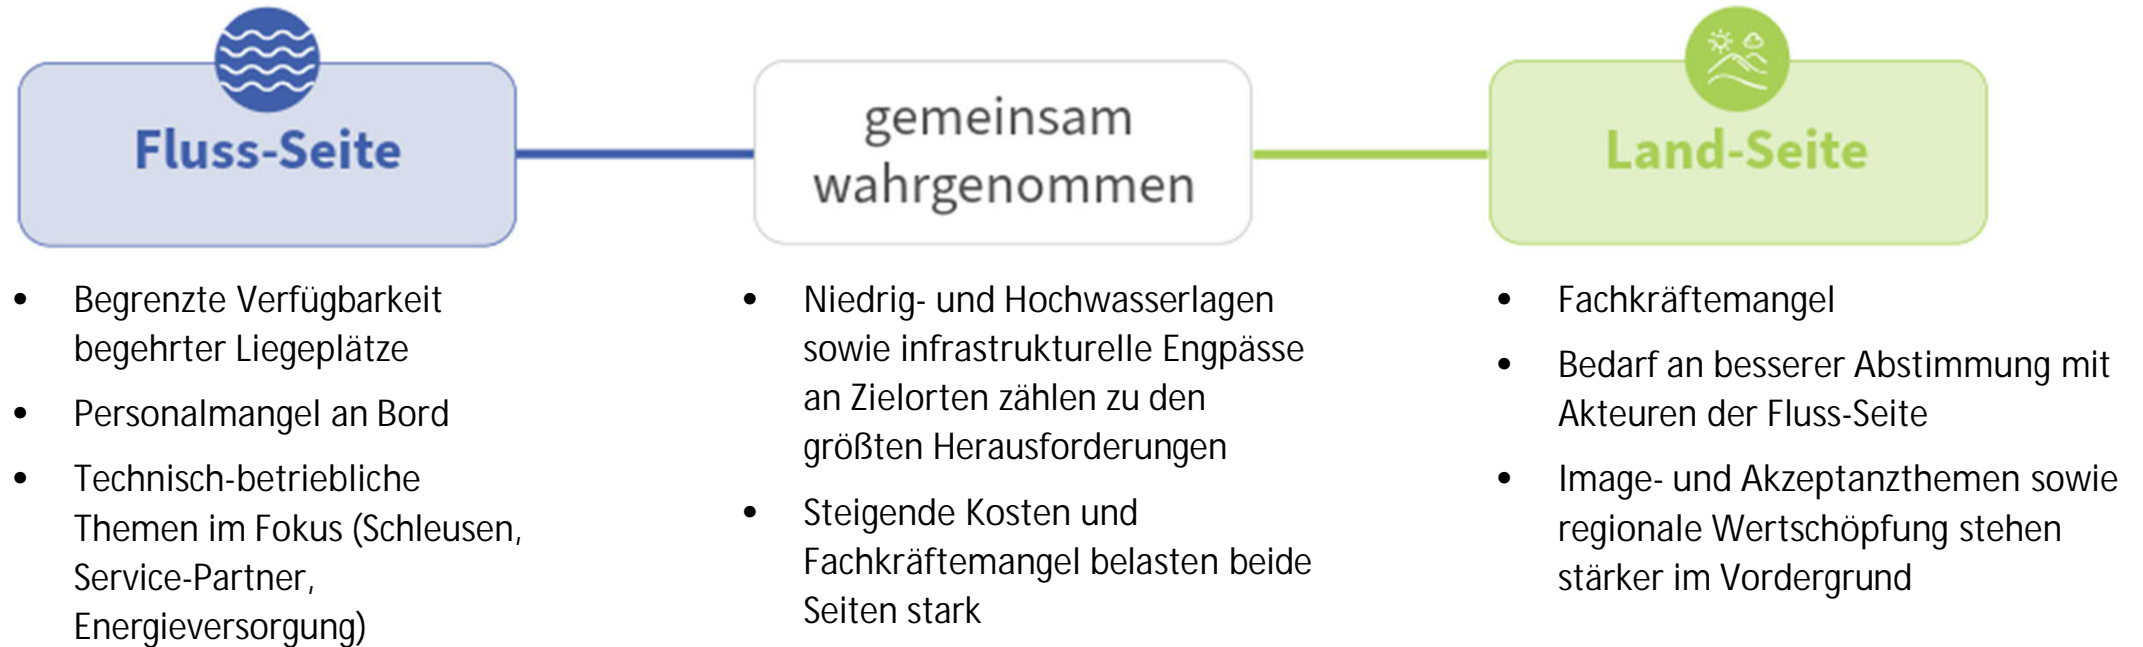 Fluss-Seite
• Begrenzte Verfügbarkeit
begehrter Liegeplätze
• Personalmangel an Bord
• Technisch-betriebliche
Themen im Fokus (Schleusen,
Service-Partner,
Energieversorgung)
gemeinsam
wahrgenommen
• Niedrig- und Hochwasserlagen
sowie infrastrukturelle Engpässe
an Zielorten zählen zu den
größten Herausforderungen
• Steigende Kosten und
Fachkräftemangel belasten beide
Seiten stark
Land-Seite
• Fachkräftemangel
• Bedarf an besserer Abstimmung mit
Akteuren der Fluss-Seite
• Image- und Akzeptanzthemen sowie
regionale Wertschöpfung stehen
stärker im Vordergrund